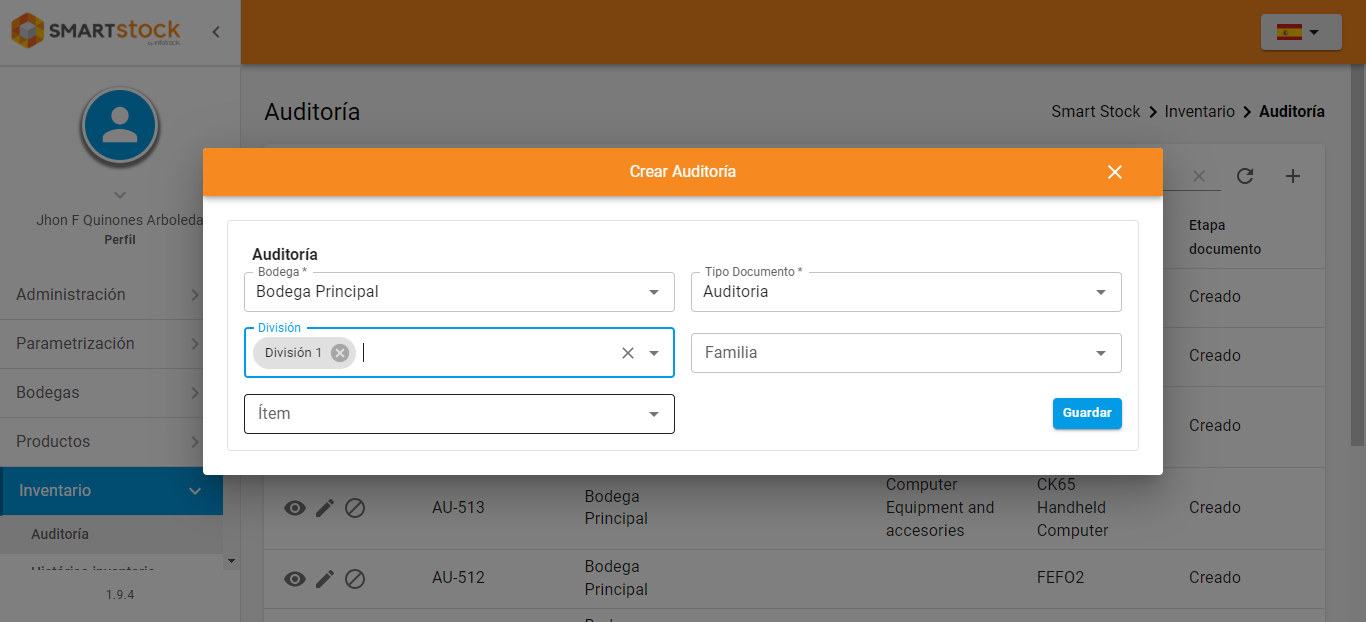 SMARTstock
by infotrack
Auditoría
Smart Stock > Inventario > Auditoría
Jhon F Quinones Arboleda
Perfil
Administración
Parametrización
Bodegas
Productos
Inventario
Auditoría
1.9.4
Crear Auditoría
Auditoría
Bodega *
Bodega Principal
Tipo Documento *
Auditoria
División
División 1
Familia
Ítem
Guardar
Etapa
documento
Creado
Creado
Creado
AU-513
Bodega
Principal
Computer
Equipment and
accesories
CK65
Handheld
Computer
Creado
AU-512
Bodega
Principal
FEFO2
Creado